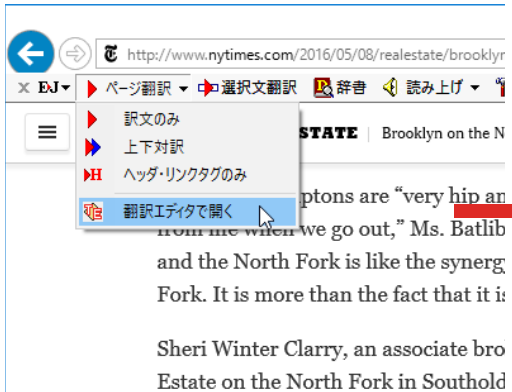 http://www.nytimes.com/2016/05/08/realestate/brooklyn
× EJ ページ翻訳 選択文翻訳 辞書 読み上げ
訳文のみ
上下対訳
ヘッダ・リンクタグのみ
翻訳エディタで開く
STATE | Brooklyn on the N
ptons are “very hip an
from me when we go out,” Ms. Batlib
and the North Fork is like the synergy
Fork. It is more than the fact that it is
Sheri Winter Clarry, an associate bro
Estate on the North Fork in Southold